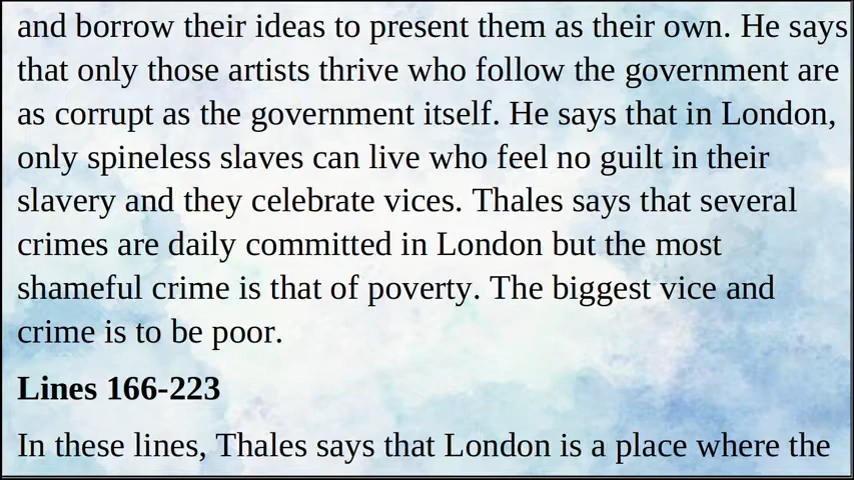 and borrow their ideas to present them as their own. He says
that only those artists thrive who follow the government are
as corrupt as the government itself. He says that in London,
only spineless slaves can live who feel no guilt in their
slavery and they celebrate vices. Thales says that several
crimes are daily committed in London but the most
shameful crime is that of poverty. The biggest vice and
crime is to be poor.
Lines 166-223
In these lines, Thales says that London is a place where the